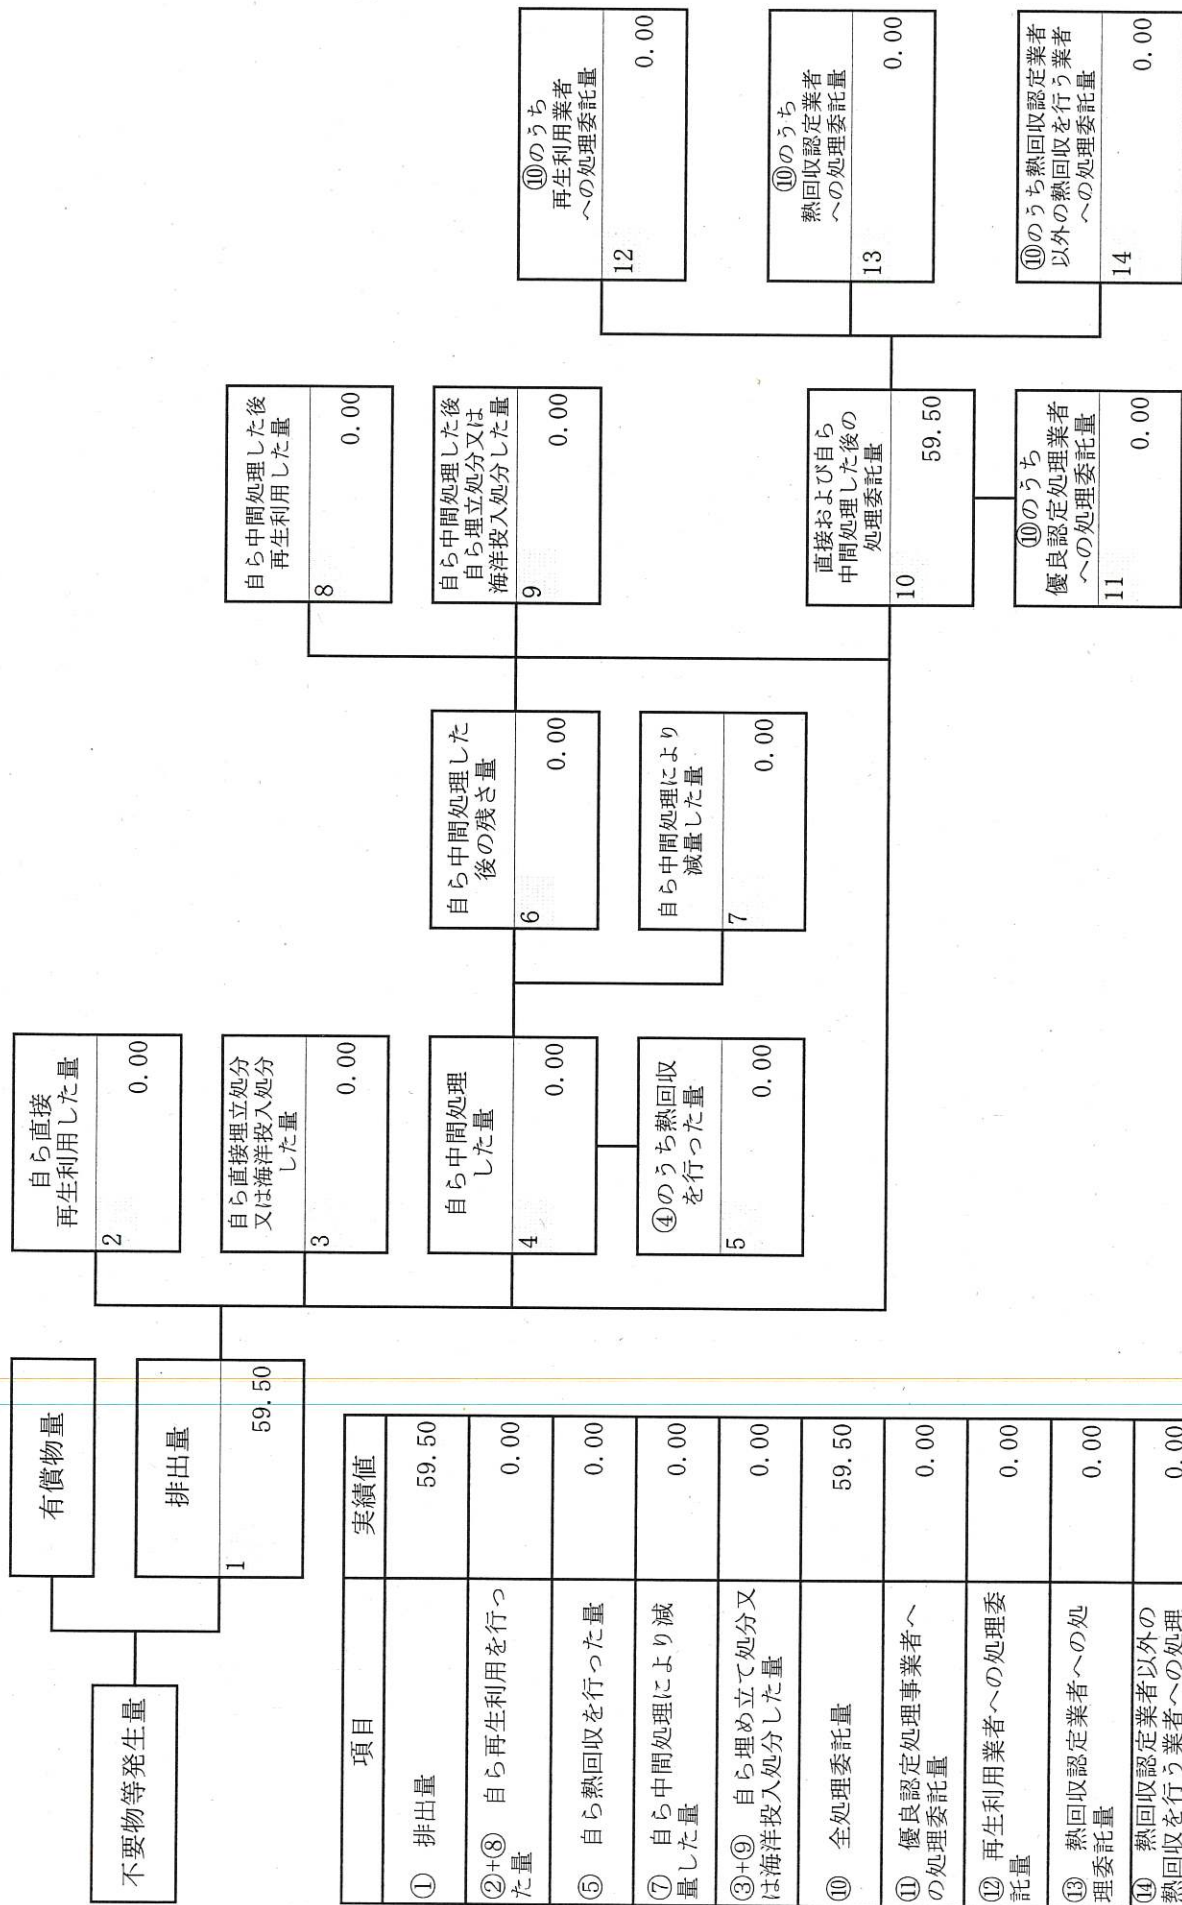 不要物等発生量
有償物量
排出量
1
59.50
自ら直接
再生利用した量
2
0.00
自ら直接埋立処分
又は海洋投入処分
した量
3
0.00
自ら中間処理
した量
4
0.00
④のうち熱回収
を行った量
5
0.00
自ら中間処理した
後の残さ量
6
0.00
自ら中間処理により
減量した量
7
0.00
自ら中間処理した後
再生利用した量
8
0.00
自ら中間処理した後
自ら埋立処分又は
海洋投入処分した量
9
0.00
直接および自ら
中間処理した後の
処理委託量
10
59.50
⑩のうち
優良認定処理業者
への処理委託量
11
0.00
⑩のうち
再生利用業者
への処理委託量
12
0.00
⑩のうち
熱回収認定業者
への処理委託量
13
0.00
⑩のうち熱回収認定業者
以外の熱回収を行う業者
への処理委託量
14
0.00
項目 実績値
① 排出量 59.50
②+⑧ 自ら再生利用を行っ
た量 0.00
⑤ 自ら熱回収を行った量 0.00
⑦ 自ら中間処理により減
量した量 0.00
③+⑨ 自ら埋め立て処分又
は海洋投入処分した量 0.00
⑩ 全処理委託量 59.50
⑪ 優良認定処理事業者へ
の処理委託量 0.00
⑫ 再生利用業者への処理委
託量 0.00
⑬ 熱回収認定業者への処
理委託量 0.00
⑭ 熱回収認定業者以外の
熱回収を行う業者への処理 0.00